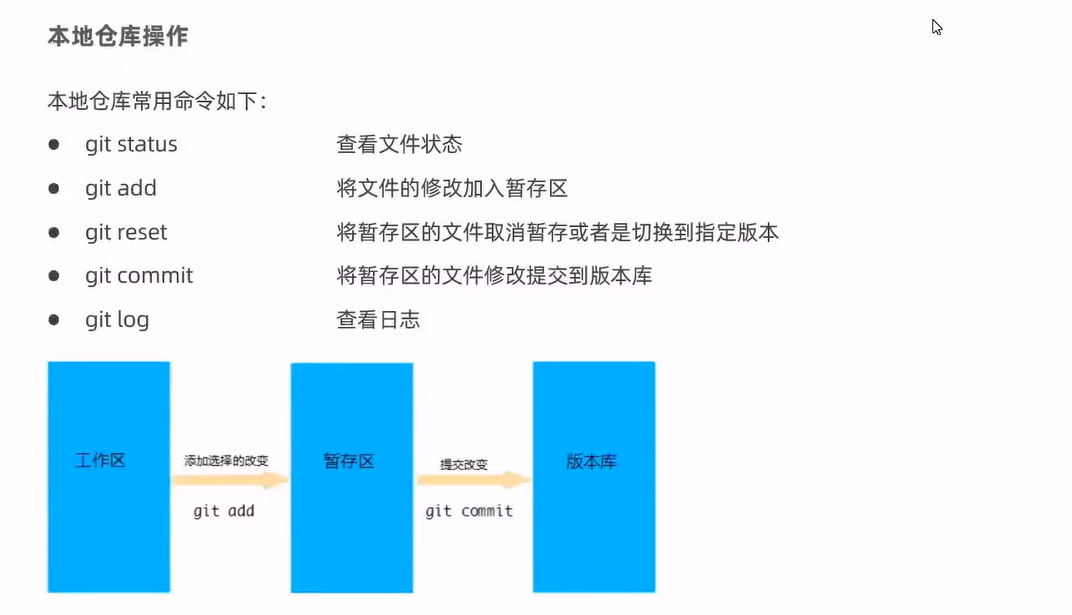 本地仓库操作
本地仓库常用命令如下：
● git status 查看文件状态
● git add 将文件的修改加入暂存区
● git reset 将暂存区的文件取消暂存或者是切换到指定版本
● git commit 将暂存区的文件修改提交到版本库
● git log 查看日志
工作区
添加选择的改变
git add
暂存区
提交改变
git commit
版本库